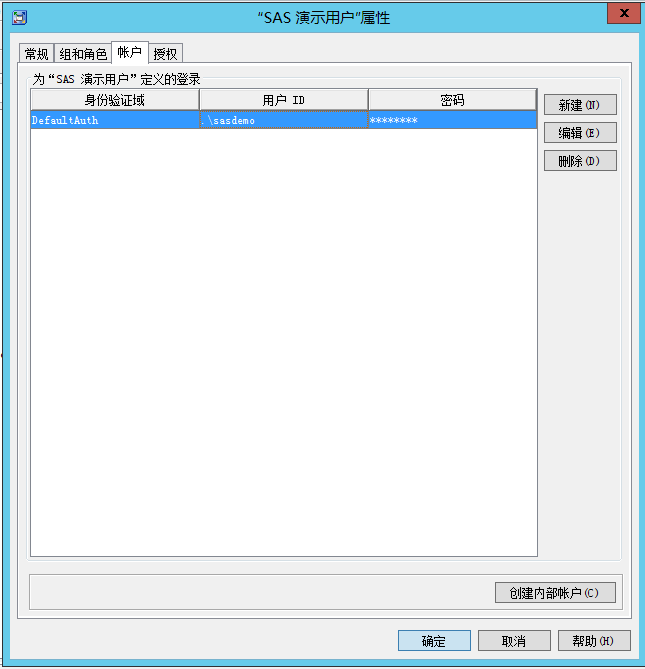 “SAS 演示用户”属性
x
常规 组和角色 帐户 授权
为“SAS 演示用户”定义的登录
身份验证域 用户 ID 密码
DefaultAuth .\sasdemo ********
新建(N)
编辑(E)
删除(D)
创建内部帐户(C)
确定 取消 帮助(H)